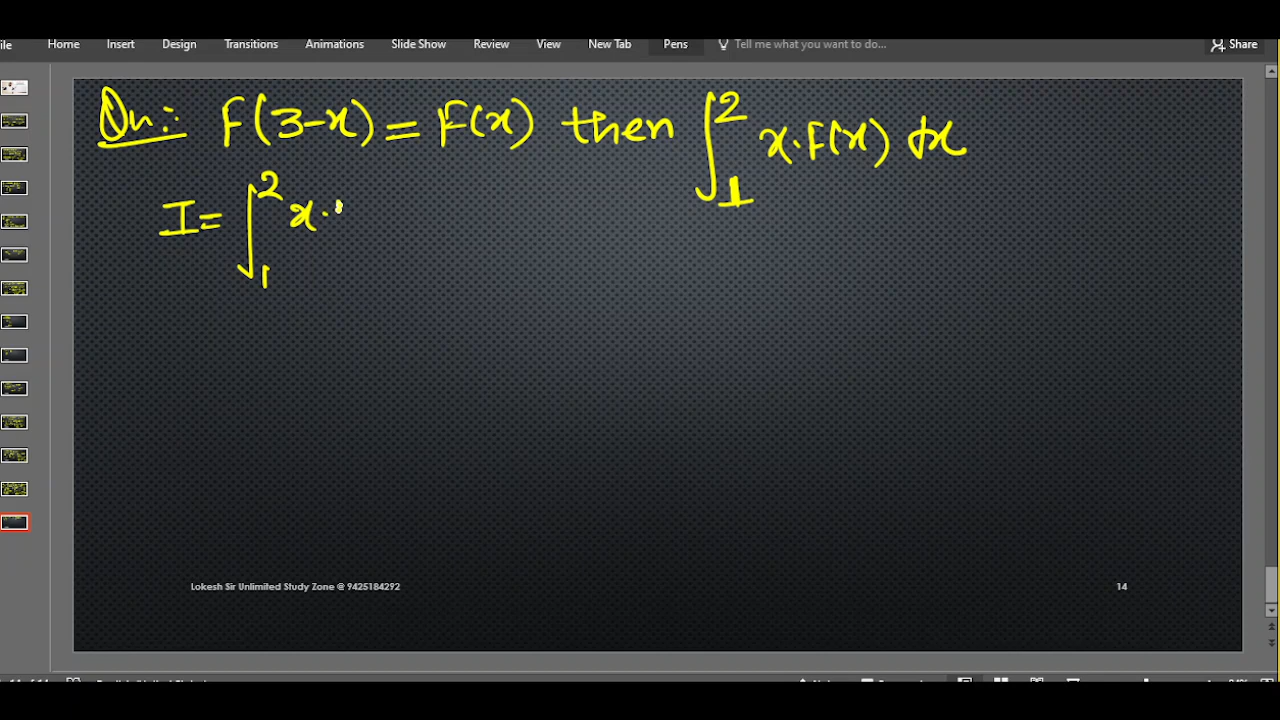 File Home Insert Design Transitions Animations Slide Show Review View New Tab Pens Tell me what you want to do... Share
Qn:- F(3-x) = F(x) then ∫₁² x.F(x) dx
I = ∫₁² x.
Lokesh Sir Unlimited Study Zone @ 9425184292 14